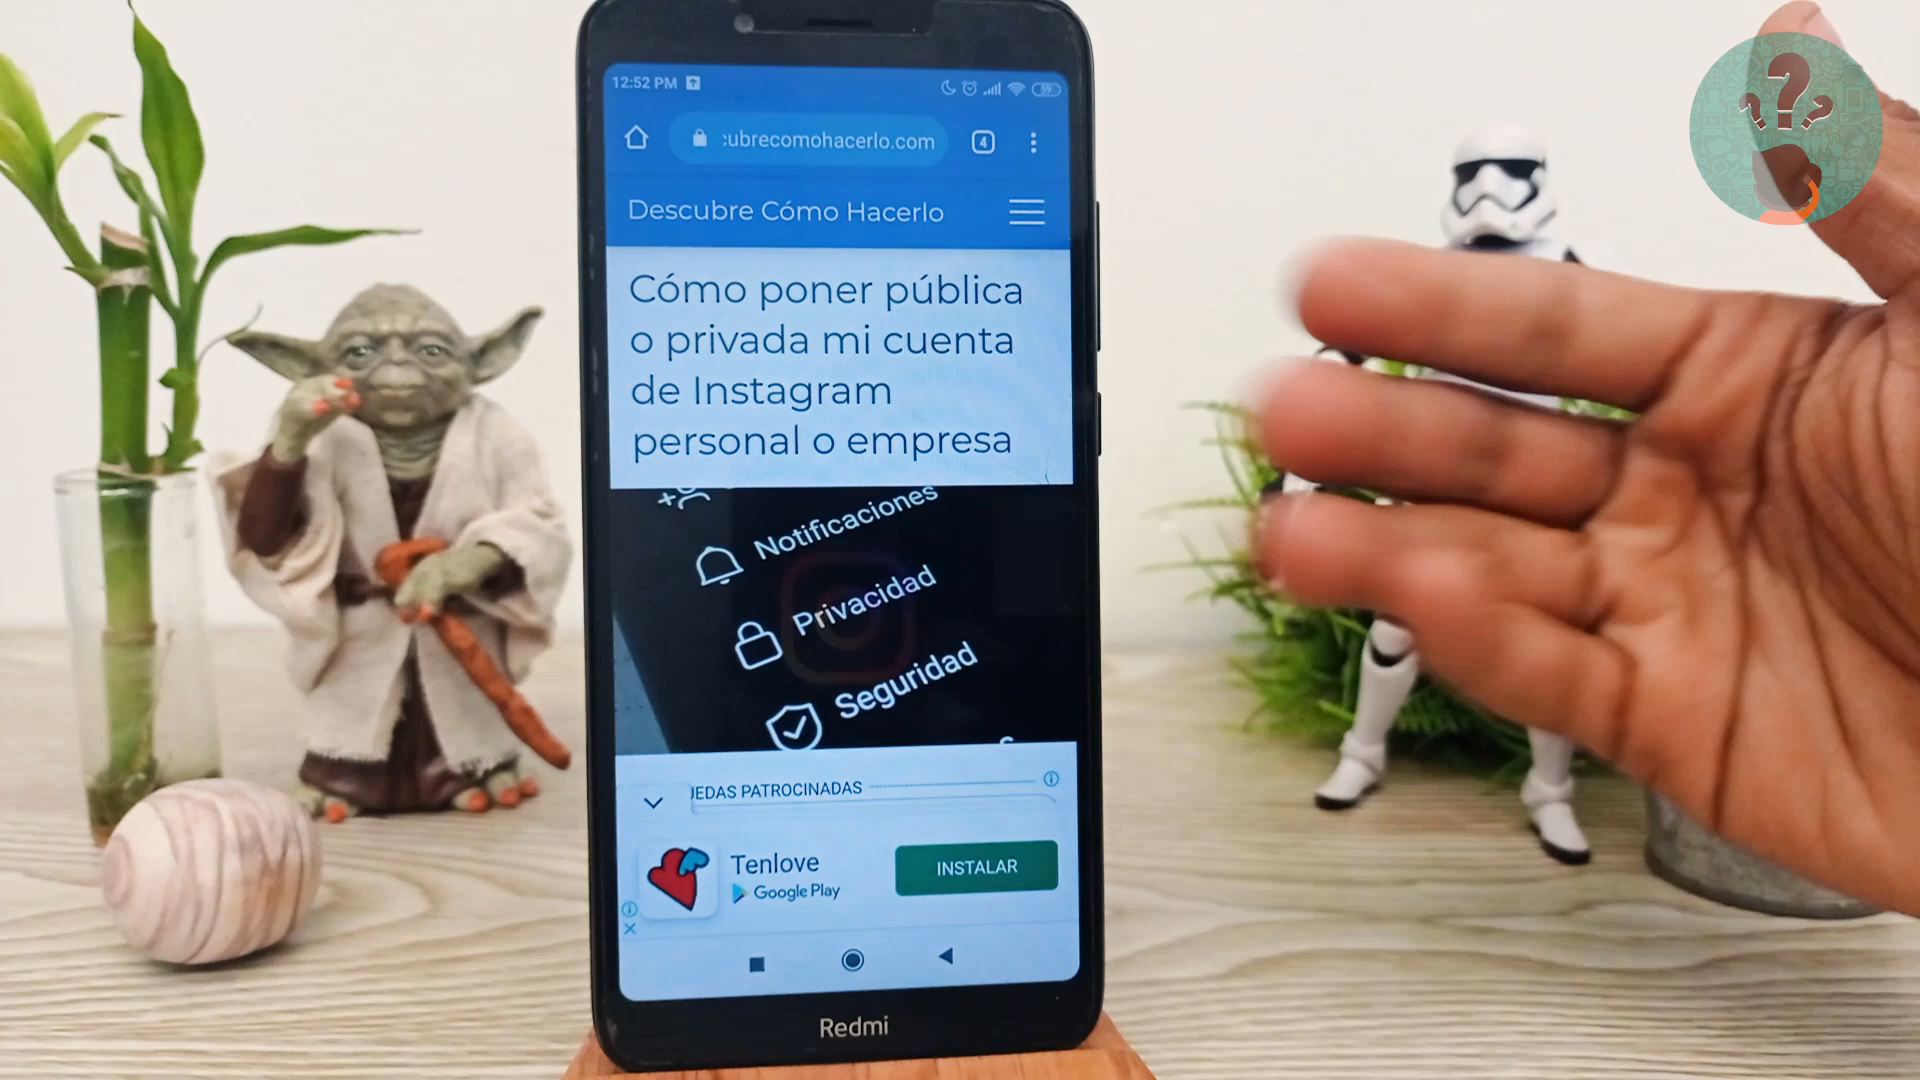 12:52 PM
59
:ubrecomohacerlo.com
4
Descubre Cómo Hacerlo
Cómo poner pública
o privada mi cuenta
de Instagram
personal o empresa
Notificaciones
Privacidad
Seguridad
JEDAS PATROCINADAS
Tenlove
Google Play
INSTALAR
Redmi